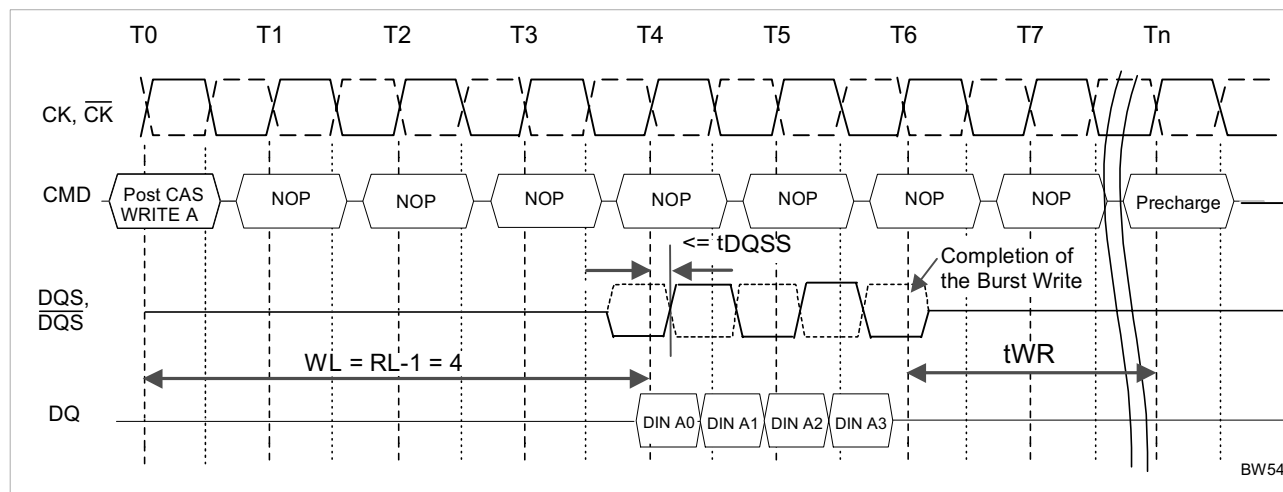 T0 T1 T2 T3 T4 T5 T6 T7 Tn
CK, C̅K̅
CMD
Post CAS
WRITE A
NOP NOP NOP NOP NOP NOP NOP Precharge
<= tDQSS
Completion of
the Burst Write
DQS,
D̅Q̅S̅
WL = RL-1 = 4
tWR
DQ
DIN A0 DIN A1 DIN A2 DIN A3
BW54